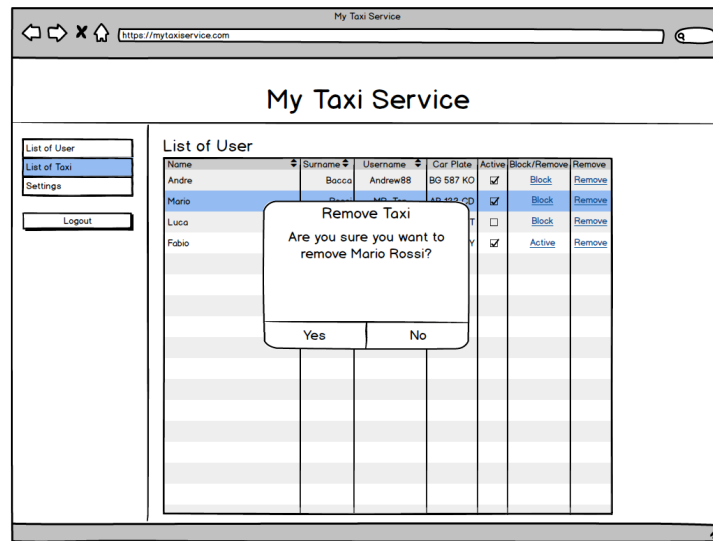 My Taxi Service
https://mytaxiservice.com
My Taxi Service
List of User
List of Taxi
Settings
Logout
List of User
Name Surname Username Car Plate Active Block/Remove Remove
Andre Bacca Andrew88 BG 587 KO Block Remove
Mario Block Remove
Luca Block Remove
Fabio Active Remove
Remove Taxi
Are you sure you want to
remove Mario Rossi?
Yes No